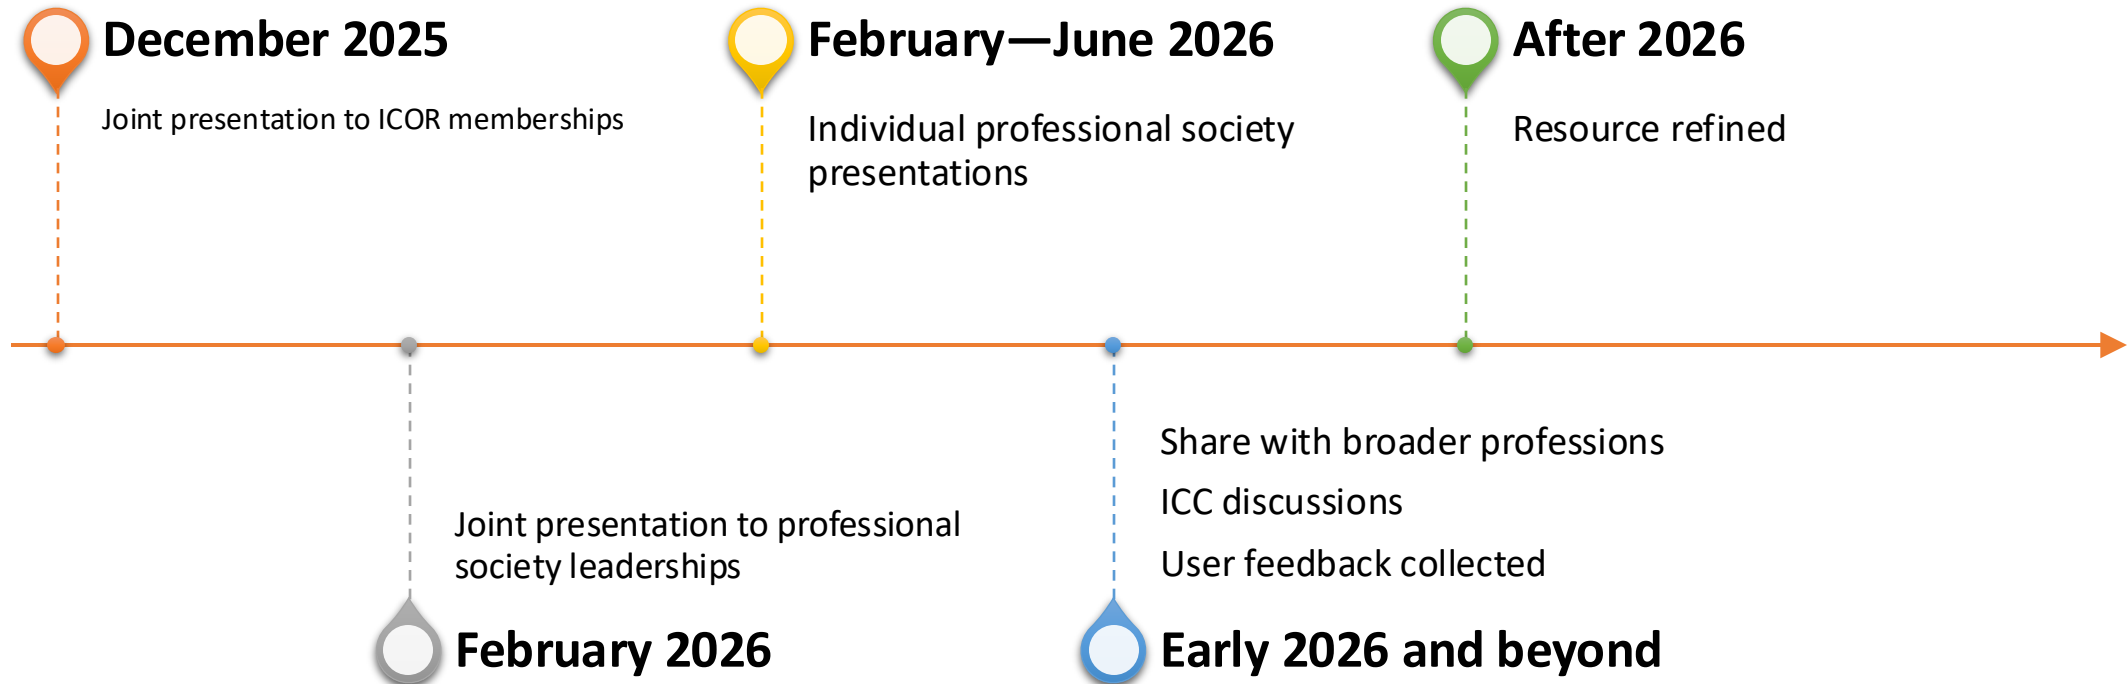 December 2025
Joint presentation to ICOR memberships
February—June 2026
Individual professional society
presentations
After 2026
Resource refined
Joint presentation to professional
society leaderships
February 2026
Share with broader professions
ICC discussions
User feedback collected
Early 2026 and beyond